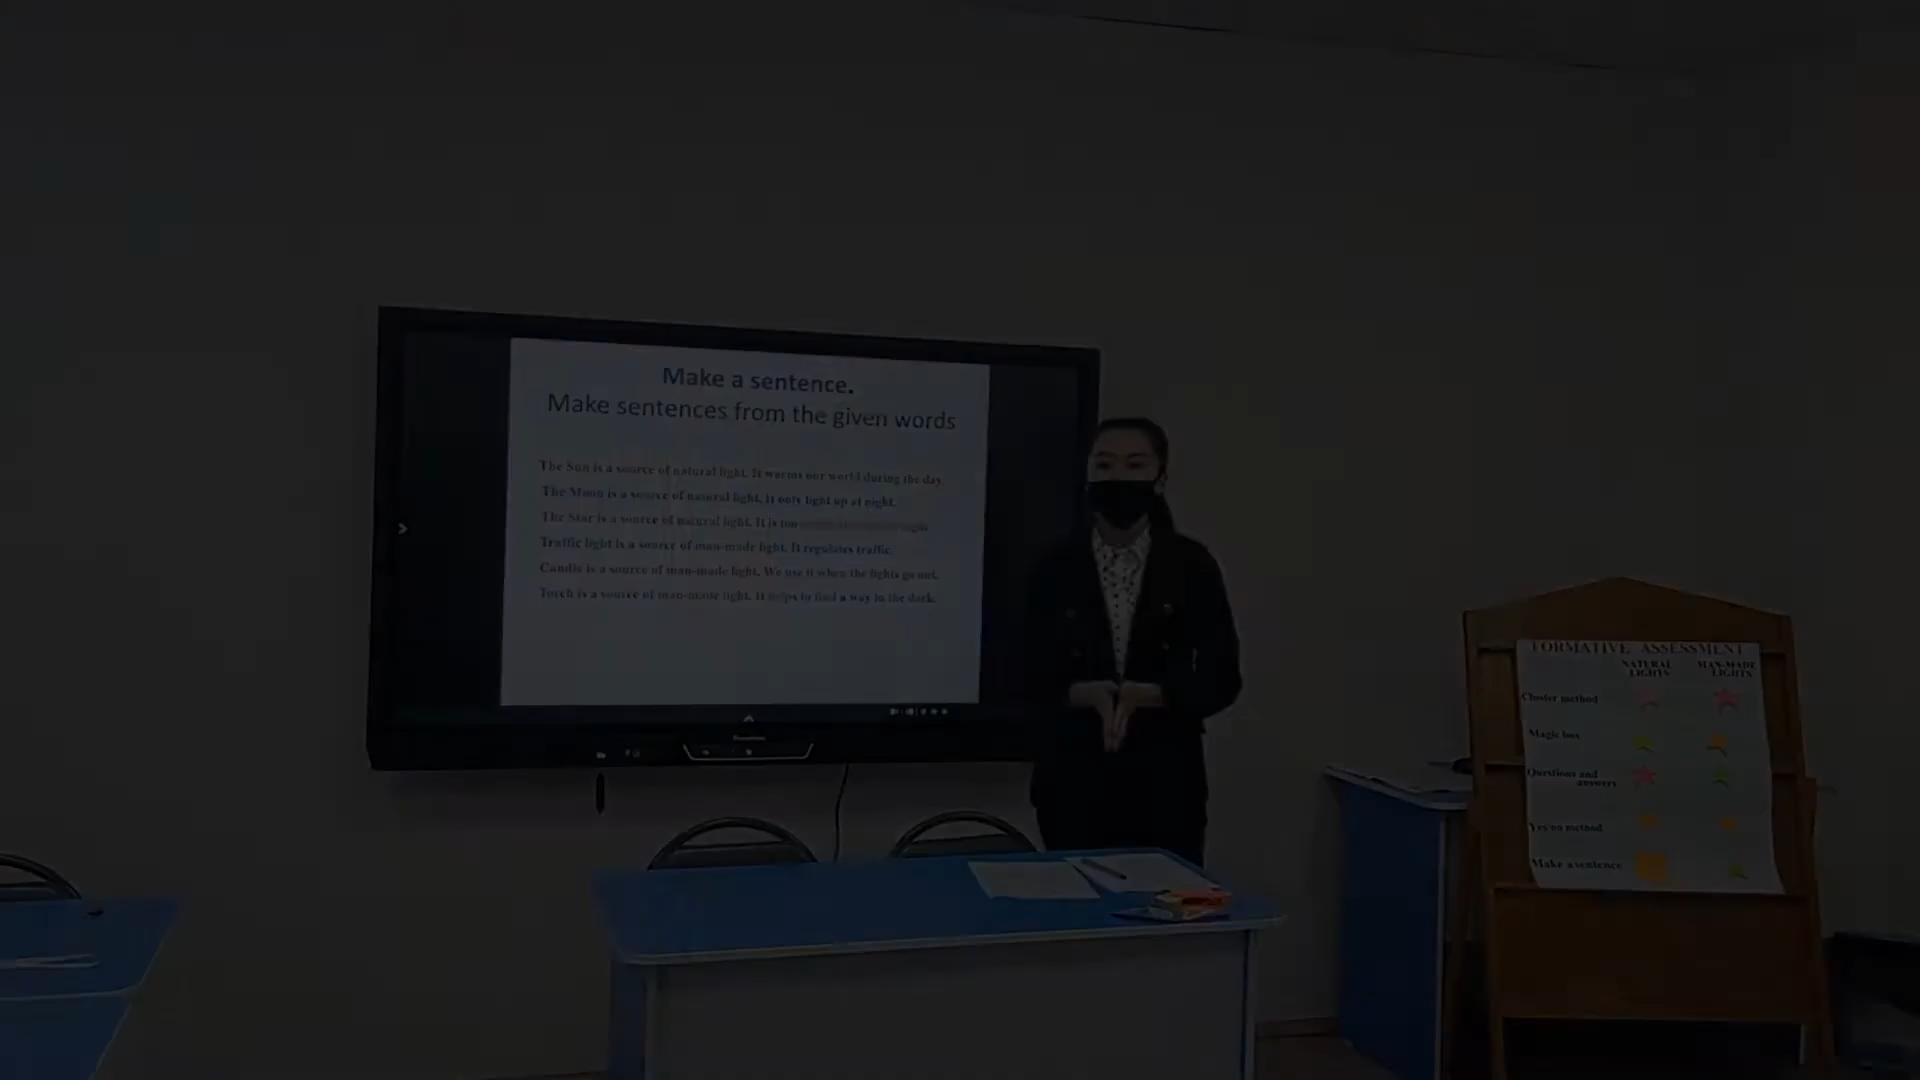 Make a sentence.
Make sentences from the given words
The Sun is a source of natural light. It warms our world during the day.
The Moon is a source of natural light. It only light up at night.
The Star is a source of natural light. It is too
Traffic light is a source of man-made light. It regulates traffic.
Candle is a source of man-made light. We use it when the lights go out.
Torch is a source of man-made light. It helps to find a way in the dark.
FORMATIVE ASSESSMENT
NATURAL LIGHTS
MAN-MADE LIGHTS
Cluster method
Magic box
Questions and
answers
Yes/no method
Make a sentence